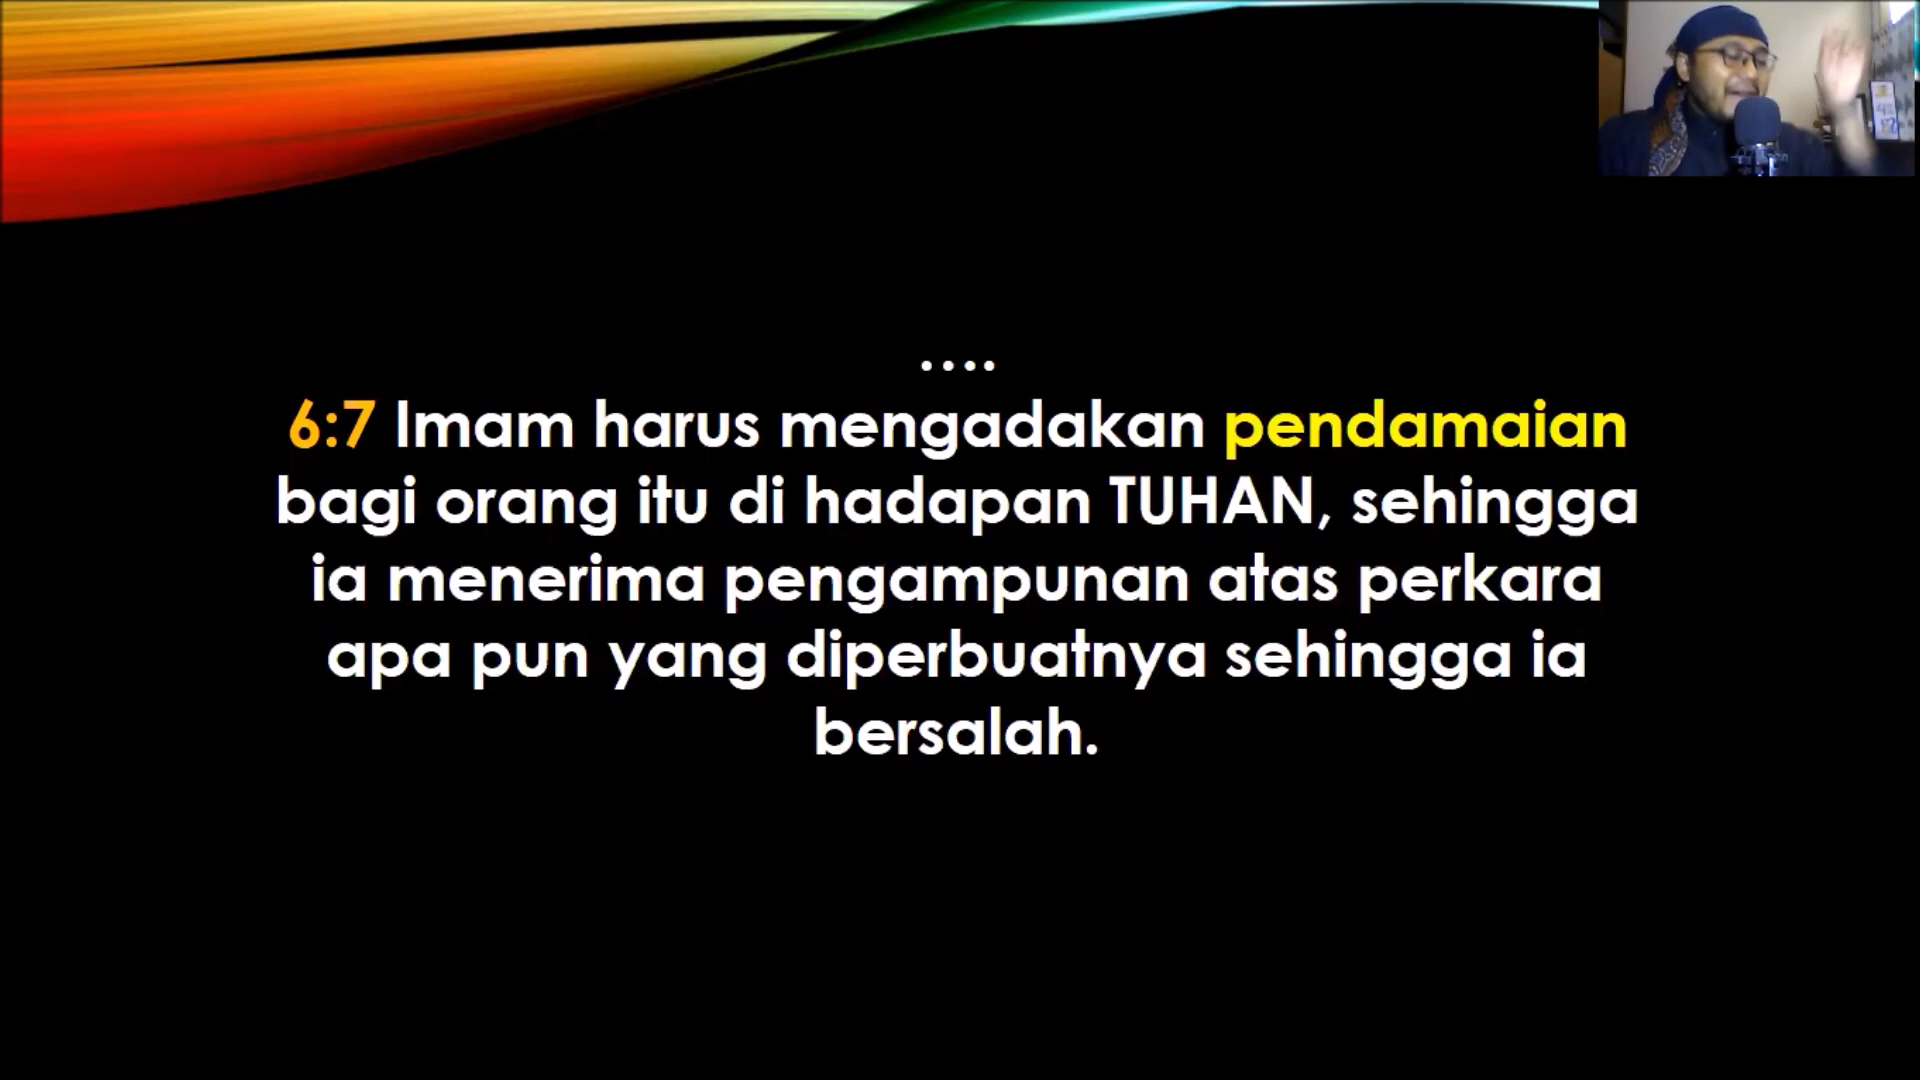 ....
6:7 Imam harus mengadakan pendamaian
bagi orang itu di hadapan TUHAN, sehingga
ia menerima pengampunan atas perkara
apa pun yang diperbuatnya sehingga ia
bersalah.